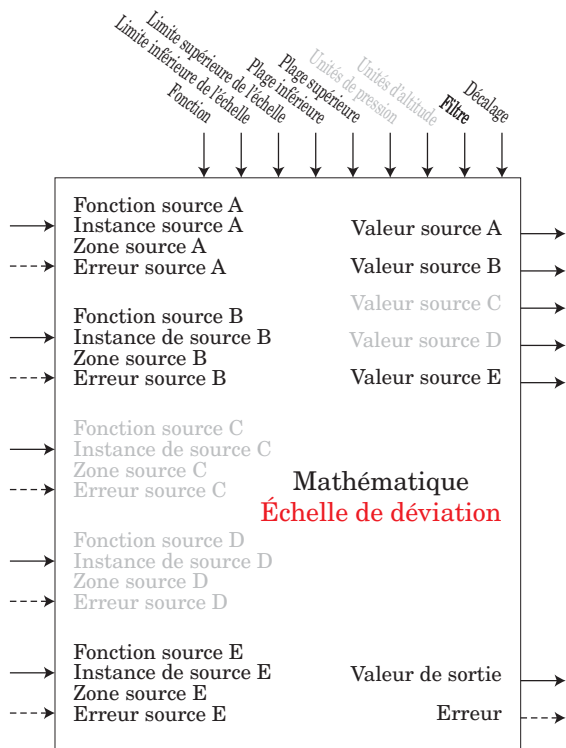 Fonction
Limite inférieure de l'échelle
Limite supérieure de l'échelle
Plage inférieure
Plage supérieure
Unités de pression
Unités d'altitude
Filtre
Décalage
Fonction source A
Instance source A
Zone source A
Erreur source A
Fonction source B
Instance de source B
Zone source B
Erreur source B
Fonction source C
Instance de source C
Zone source C
Erreur source C
Fonction source D
Instance de source D
Zone source D
Erreur source D
Fonction source E
Instance de source E
Zone source E
Erreur source E
Valeur source A
Valeur source B
Valeur source C
Valeur source D
Valeur source E
Mathématique
Échelle de déviation
Valeur de sortie
Erreur